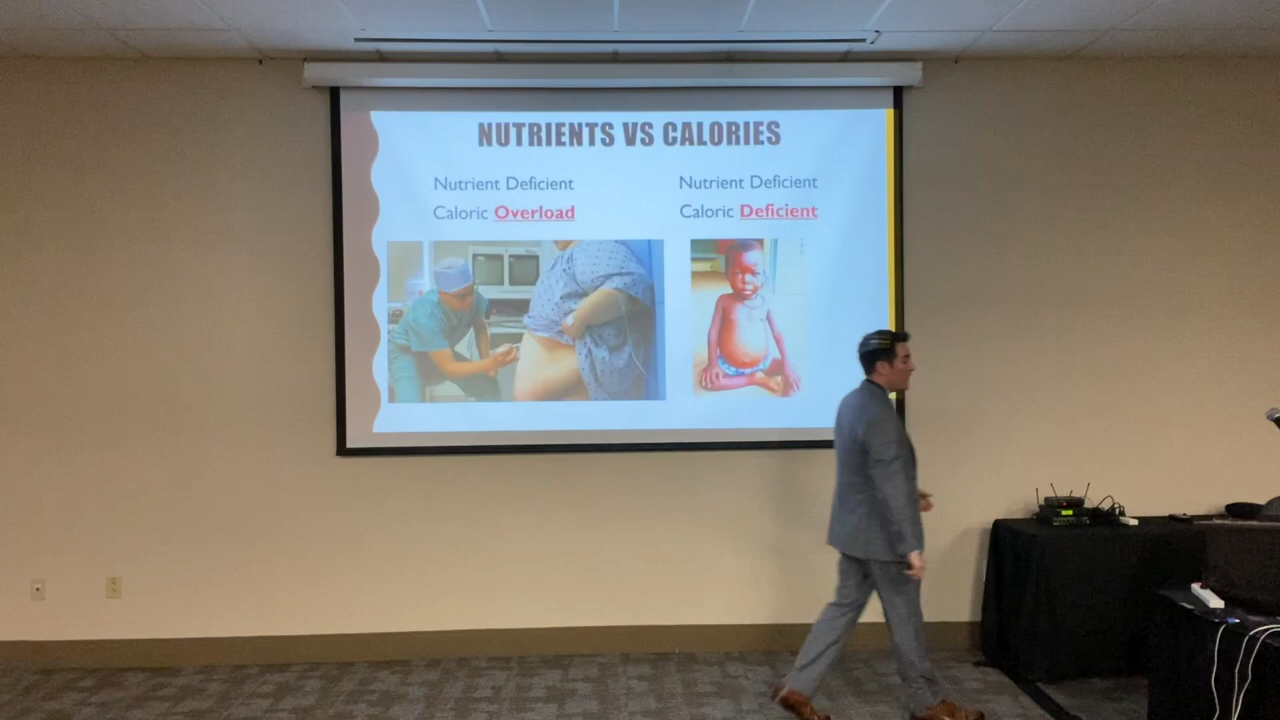 NUTRIENTS VS CALORIES
Nutrient Deficient
Caloric Overload
Nutrient Deficient
Caloric Deficient